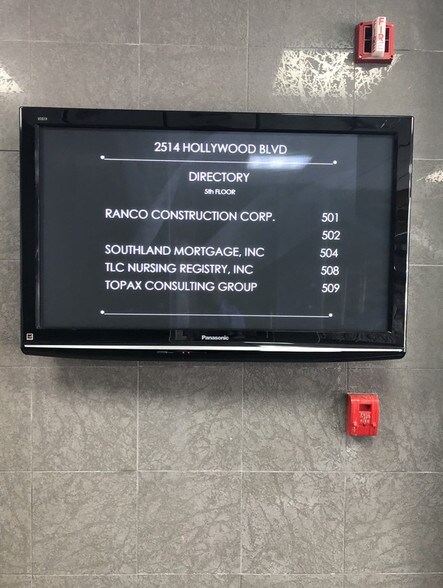 FIRE
2514 HOLLYWOOD BLVD
DIRECTORY
5th FLOOR
RANCO CONSTRUCTION CORP. 501
502
SOUTHLAND MORTGAGE, INC 504
TLC NURSING REGISTRY, INC 508
TOPAX CONSULTING GROUP 509
Panasonic